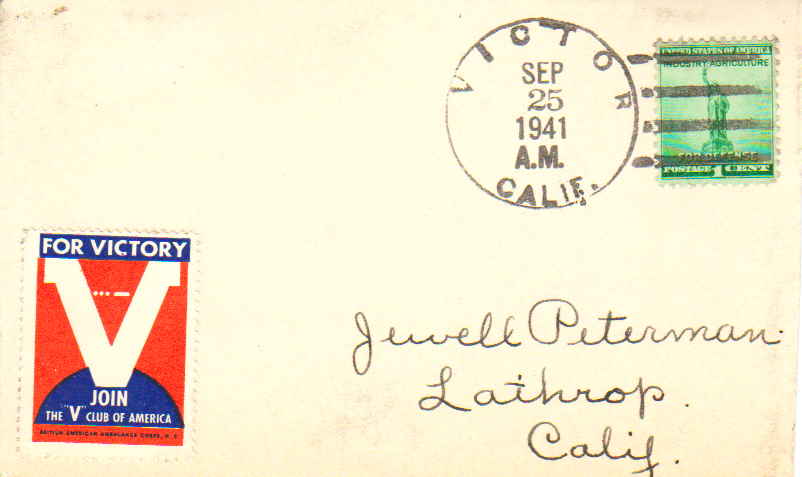 VICTOR
SEP
25
1941
A.M.
CALIF.
UNITED STATES OF AMERICA
INDUSTRY AGRICULTURE
FOR DEFENSE
POSTAGE 1 CENT
FOR VICTORY
V
JOIN
THE "V" CLUB OF AMERICA
BRITISH AMERICAN AMBULANCE CORPS, N. Y.
Jewell Peterman.
Lathrop.
Calif.